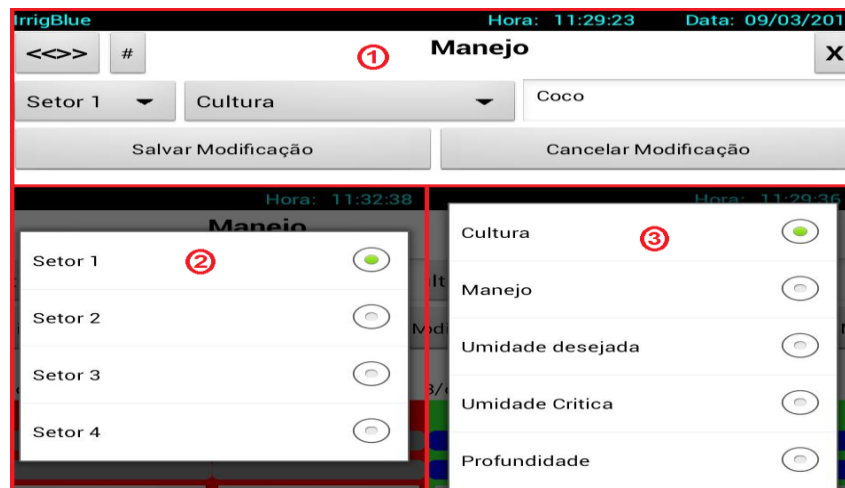 IrrigBlue Hora: 11:29:23 Data: 09/03/201
<<>> # 1 Manejo X
Setor 1 Cultura Coco
Salvar Modificação Cancelar Modificação
Hora: 11:32:38
Manejo
Setor 1 2
Setor 2
Setor 3
Setor 4
Hora: 11:29:36
Cultura 3
Manejo
Umidade desejada
Umidade Critica
Profundidade